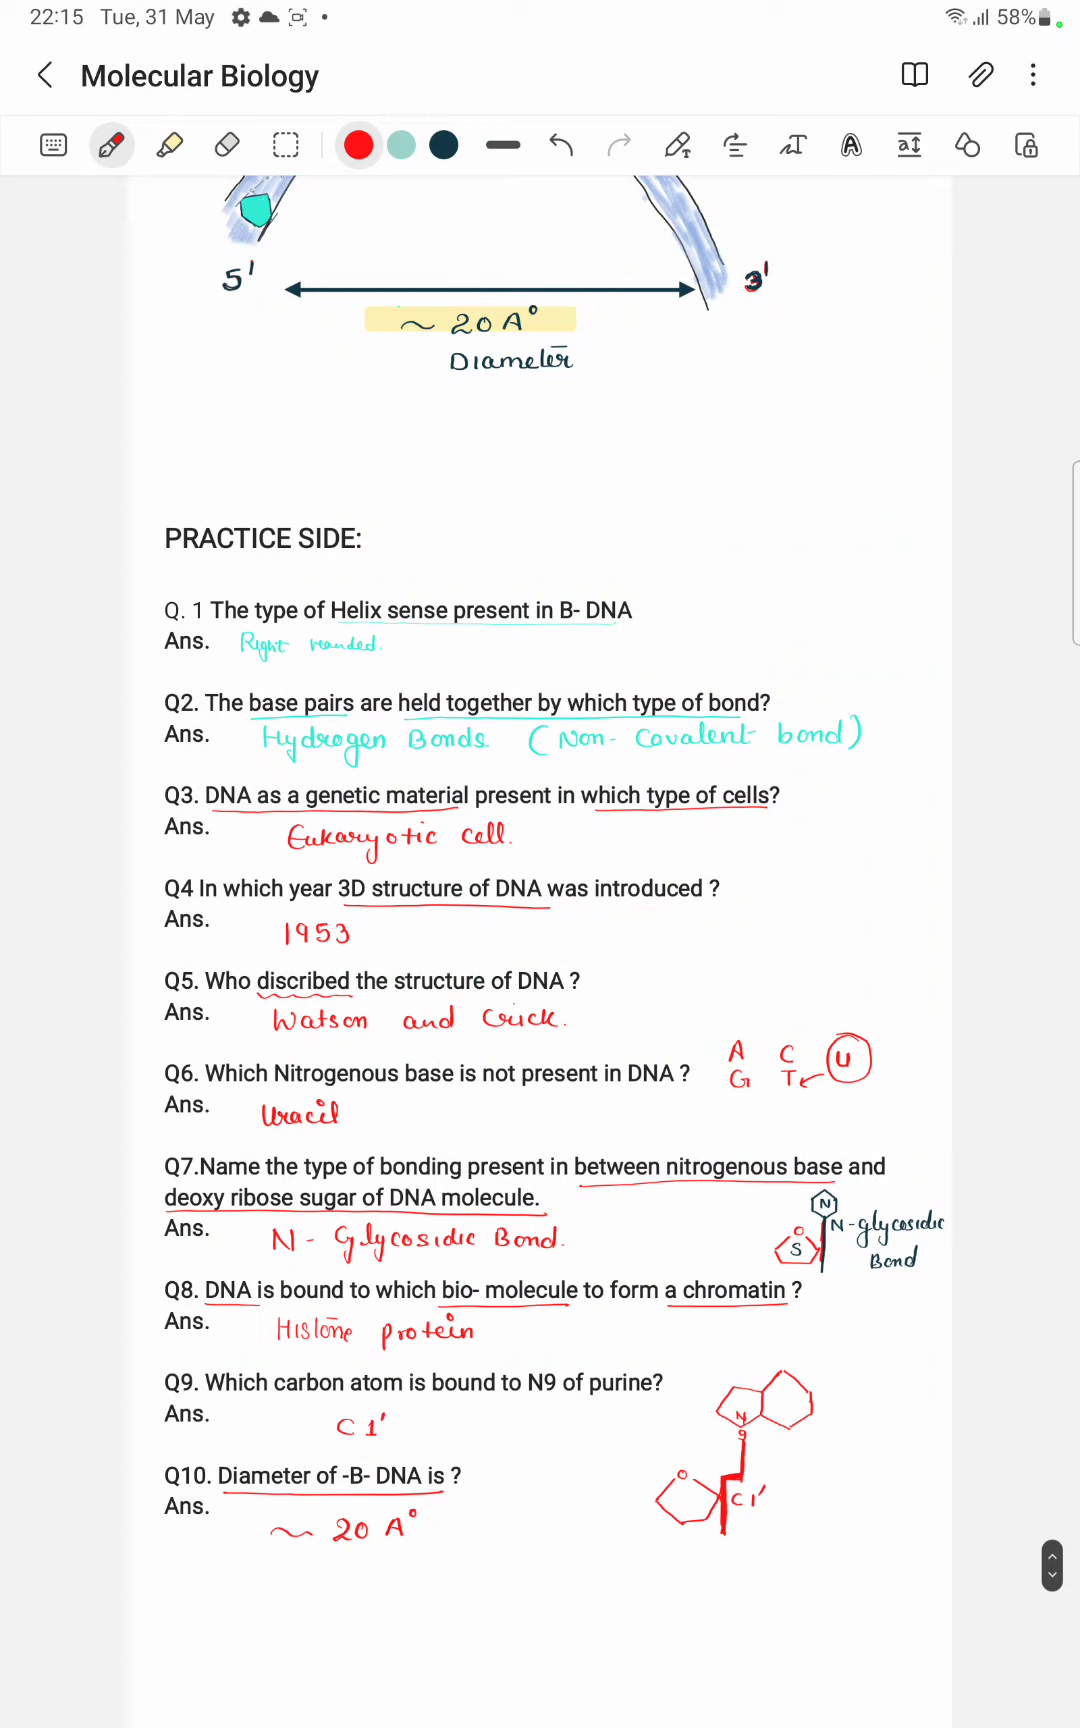 22:15 Tue, 31 May 58%
Molecular Biology
5' 3'
~ 20 A°
Diameter
PRACTICE SIDE:
Q. 1 The type of Helix sense present in B- DNA
Ans. Right handed.
Q2. The base pairs are held together by which type of bond?
Ans. Hydrogen Bonds. (Non- Covalent bond)
Q3. DNA as a genetic material present in which type of cells?
Ans. Eukaryotic cell.
Q4 In which year 3D structure of DNA was introduced ?
Ans. 1953
Q5. Who discribed the structure of DNA ?
Ans. Watson and Crick.
A C U
Q6. Which Nitrogenous base is not present in DNA ? G T
Ans. Uracil
Q7.Name the type of bonding present in between nitrogenous base and
deoxy ribose sugar of DNA molecule.
N
Ans. N - Glycosidic Bond. O S N-glycosidic
Bond
Q8. DNA is bound to which bio- molecule to form a chromatin ?
Ans. Histone protein
Q9. Which carbon atom is bound to N9 of purine?
Ans. C 1' N
9
Q10. Diameter of -B- DNA is ? O
C 1'
Ans. ~ 20 A°